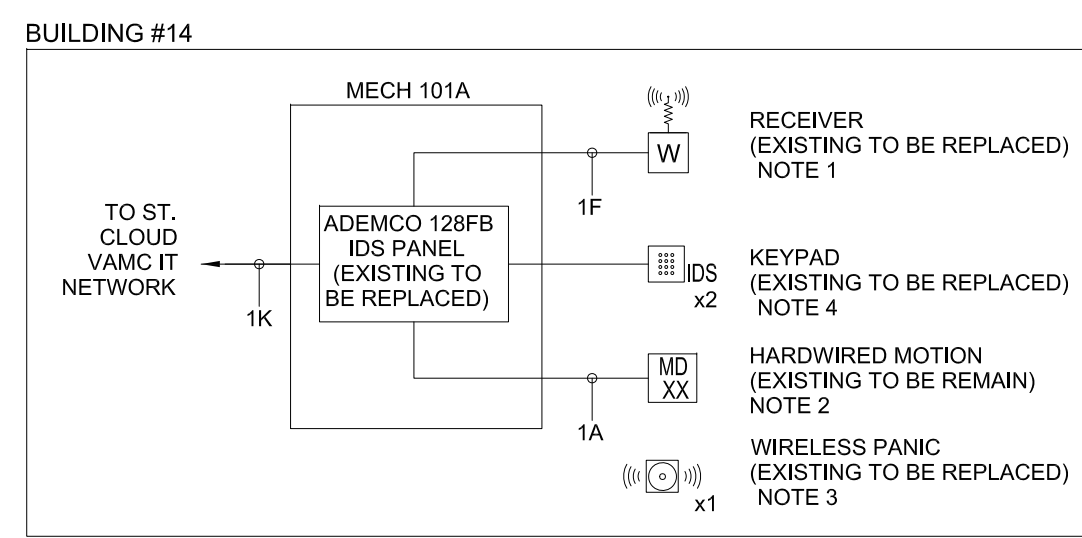 BUILDING #14
MECH 101A
TO ST.
CLOUD
VAMC IT
NETWORK
1K
ADEMCO 128FB
IDS PANEL
(EXISTING TO
BE REPLACED)
1F
W
RECEIVER
(EXISTING TO BE REPLACED)
NOTE 1
IDS
x2
KEYPAD
(EXISTING TO BE REPLACED)
NOTE 4
1A
MD
XX
HARDWIRED MOTION
(EXISTING TO BE REMAIN)
NOTE 2
x1
WIRELESS PANIC
(EXISTING TO BE REPLACED)
NOTE 3